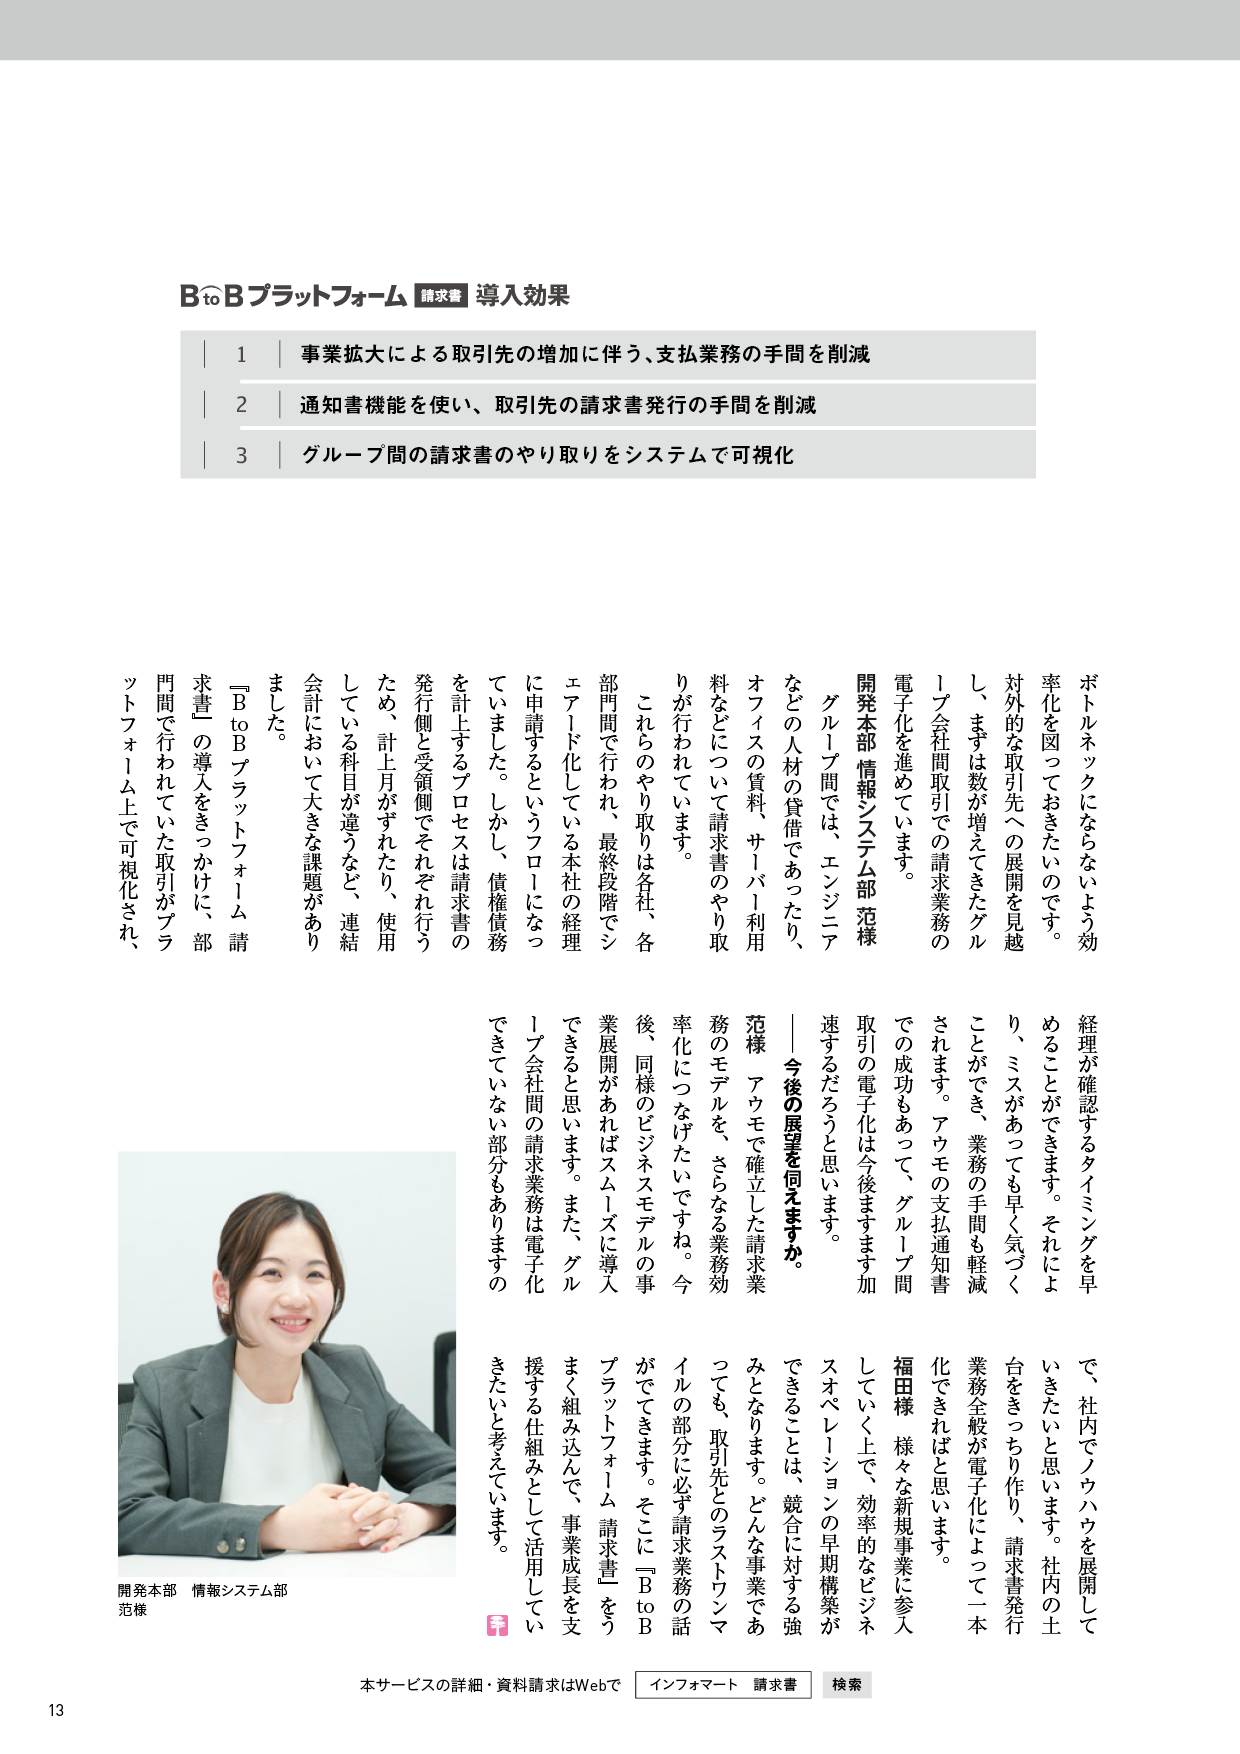 BtoBプラットフォーム 請求書 導入効果
1 事業拡大による取引先の増加に伴う、支払業務の手間を削減
2 通知書機能を使い、取引先の請求書発行の手間を削減
3 グループ間の請求書のやり取りをシステムで可視化
ボトルネックにならないよう効
率化を図っておきたいのです。
対外的な取引先への展開を見越
し、まずは数が増えてきたグル
ープ会社間取引での請求業務の
電子化を進めています。
開発本部 情報システム部 范様
グループ間では、エンジニア
などの人材の貸借であったり、
オフィスの賃料、サーバー利用
料などについて請求書のやり取
りが行われています。
これらのやり取りは各社、各
部門間で行われ、最終段階でシ
ェアード化している本社の経理
に申請するというフローになっ
ていました。しかし、債権債務
を計上するプロセスは請求書の
発行側と受領側でそれぞれ行う
ため、計上月がずれたり、使用
している科目が違うなど、連結
会計において大きな課題があり
ました。
『BtoBプラットフォーム 請
求書』の導入をきっかけに、部
門間で行われていた取引がプラ
ットフォーム上で可視化され、
経理が確認するタイミングを早
めることができます。それによ
り、ミスがあっても早く気づく
ことができ、業務の手間も軽減
されます。アウモの支払通知書
での成功もあって、グループ間
取引の電子化は今後ますます加
速するだろうと思います。
――今後の展望を伺えますか。
范様 アウモで確立した請求業
務のモデルを、さらなる業務効
率化につなげたいですね。今
後、同様のビジネスモデルの事
業展開があればスムーズに導入
できると思います。また、グル
ープ会社間の請求業務は電子化
できていない部分もありますの
で、社内でノウハウを展開して
いきたいと思います。社内の土
台をきっちり作り、請求書発行
業務全般が電子化によって一本
化できればと思います。
福田様 様々な新規事業に参入
していく上で、効率的なビジネ
スオペレーションの早期構築が
できることは、競合に対する強
みとなります。どんな事業であ
っても、取引先とのラストワンマ
イルの部分に必ず請求業務の話
がでてきます。そこに『BtoB
プラットフォーム 請求書』をう
まく組み込んで、事業成長を支
援する仕組みとして活用してい
きたいと考えています。
開発本部 情報システム部
范様
本サービスの詳細・資料請求はWebで インフォマート 請求書 検索
13